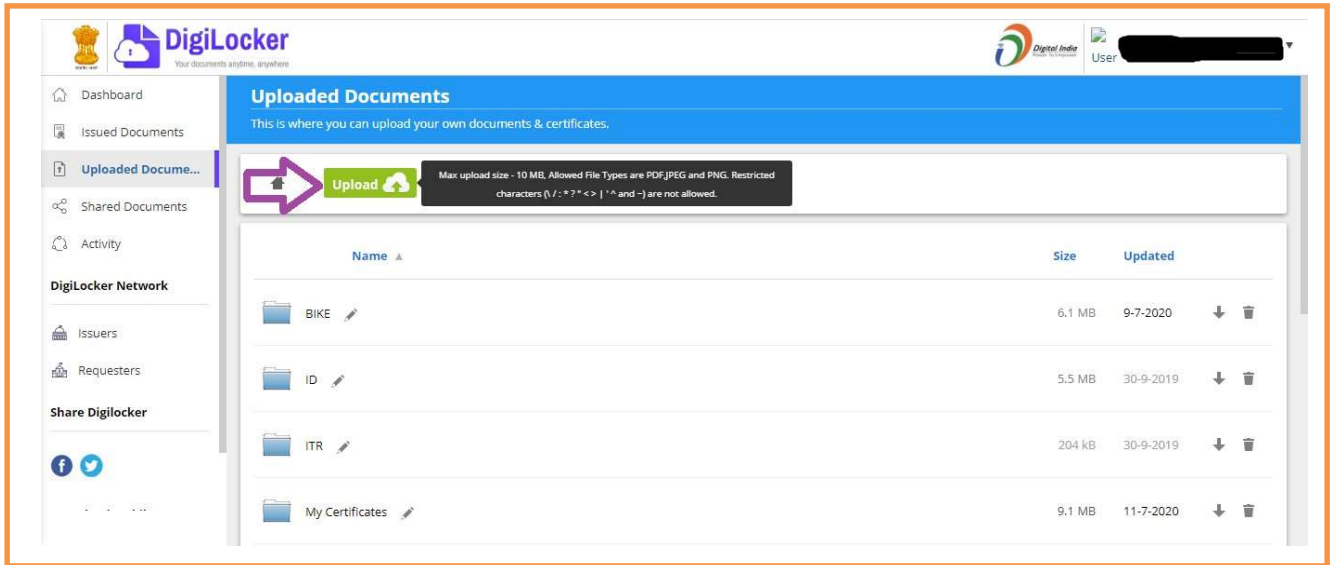 DigiLocker
Your documents anytime, anywhere
Digital India
Power To Empower
User
Dashboard
Issued Documents
Uploaded Docume...
Shared Documents
Activity
DigiLocker Network
Issuers
Requesters
Share Digilocker
Uploaded Documents
This is where you can upload your own documents & certificates.
Upload
Max upload size - 10 MB, Allowed File Types are PDF,JPEG and PNG. Restricted
characters (\ / : * ? " < > | ' ^ and ~) are not allowed.
Name Size Updated
BIKE 6.1 MB 9-7-2020
ID 5.5 MB 30-9-2019
ITR 204 kB 30-9-2019
My Certificates 9.1 MB 11-7-2020